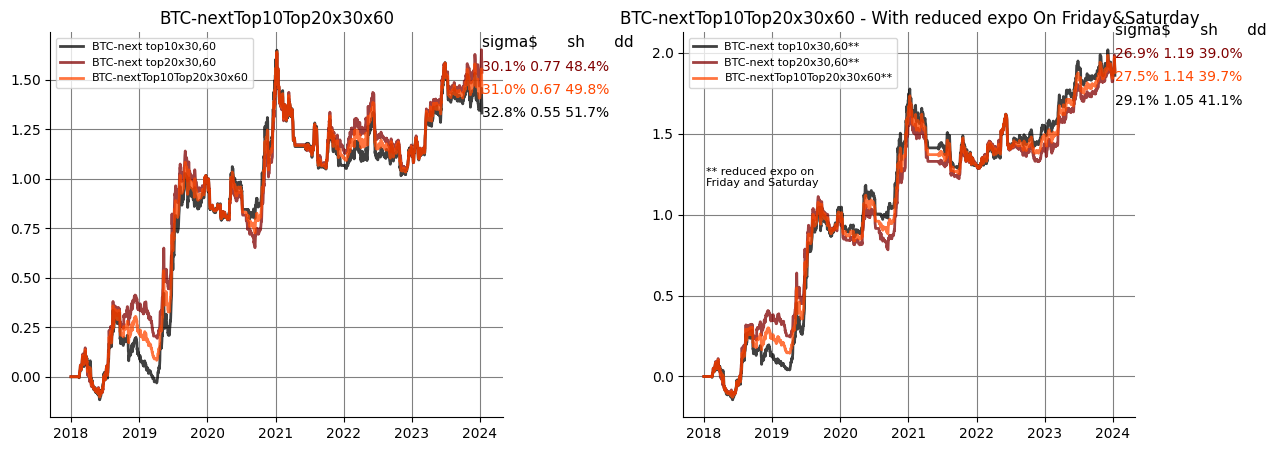 BTC-nextTop10Top20x30x60
sigma$ sh dd
BTC-next top10x30,60
BTC-next top20x30,60
BTC-nextTop10Top20x30x60
30.1% 0.77 48.4%
31.0% 0.67 49.8%
32.8% 0.55 51.7%
1.50
1.25
1.00
0.75
0.50
0.25
0.00
2018 2019 2020 2021 2022 2023 2024
BTC-nextTop10Top20x30x60 - With reduced expo On Friday&Saturday
sigma$ sh dd
BTC-next top10x30,60**
BTC-next top20x30,60**
BTC-nextTop10Top20x30x60**
26.9% 1.19 39.0%
27.5% 1.14 39.7%
29.1% 1.05 41.1%
** reduced expo on
Friday and Saturday
2.0
1.5
1.0
0.5
0.0
2018 2019 2020 2021 2022 2023 2024